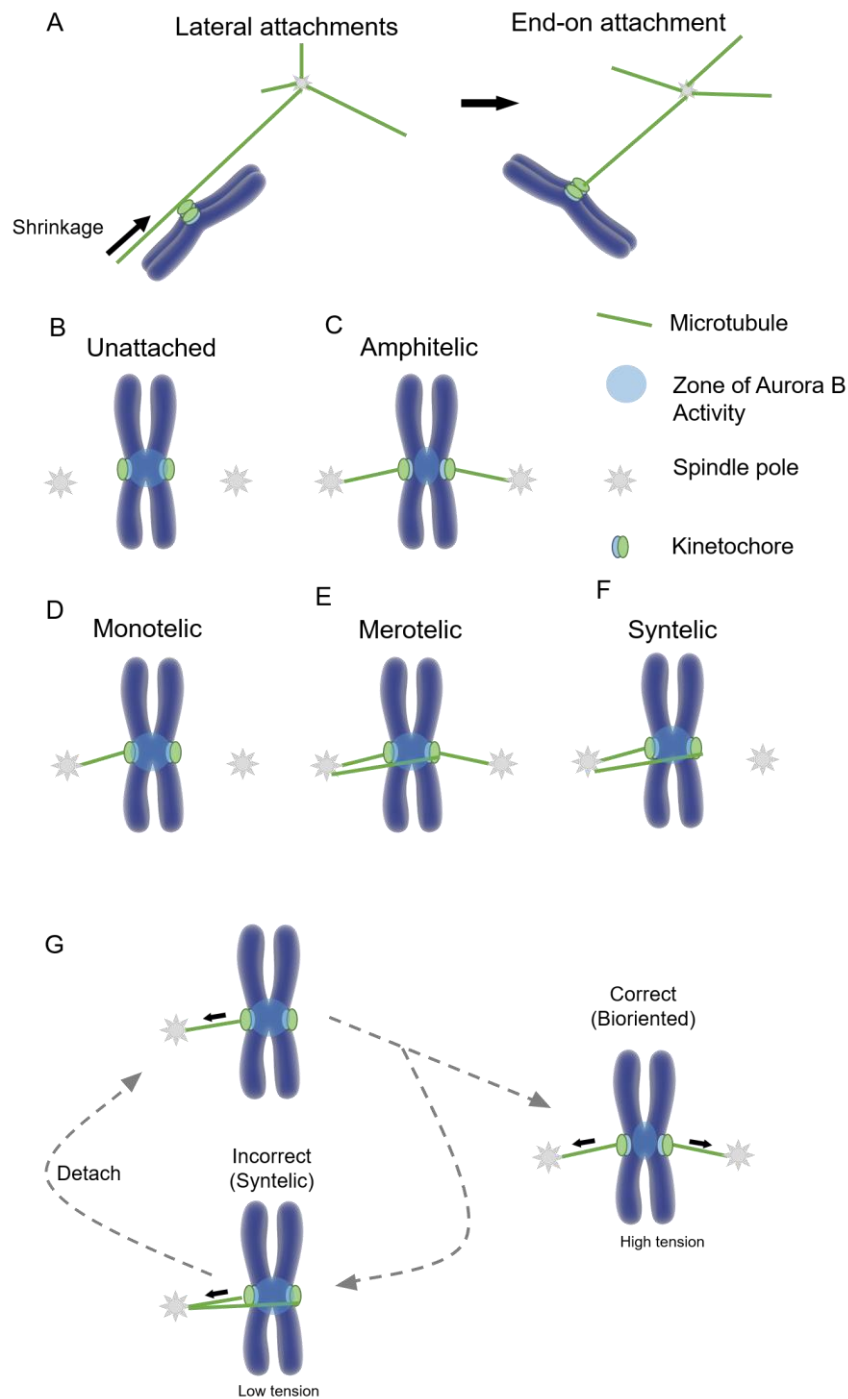 A
Lateral attachments
End-on attachment
Shrinkage
B
Unattached
C
Amphitelic
Microtubule
Zone of Aurora B
Activity
Spindle pole
Kinetochore
D
Monotelic
E
Merotelic
F
Syntelic
G
Correct
(Bioriented)
Detach
Incorrect
(Syntelic)
High tension
Low tension